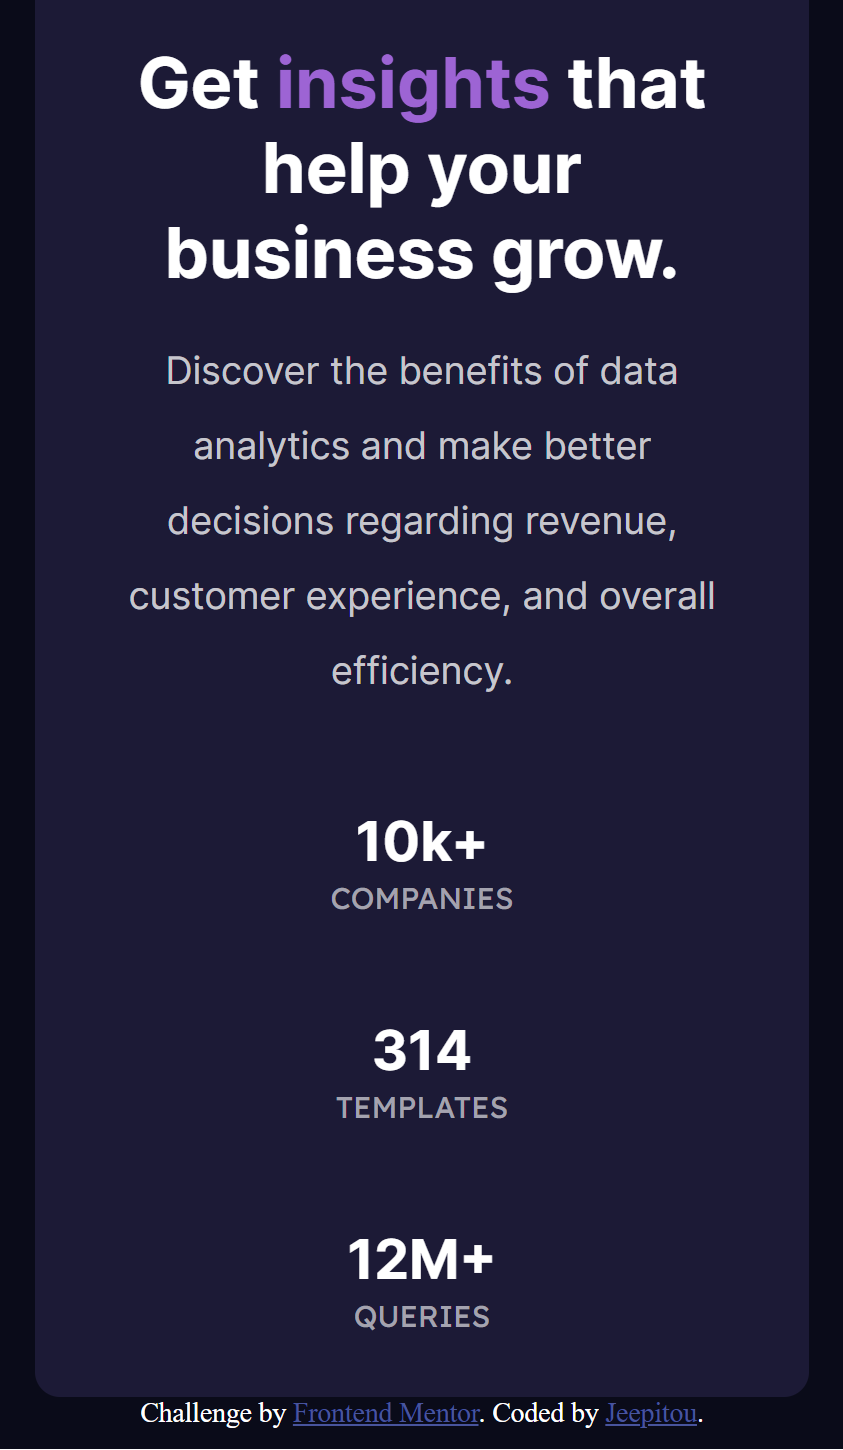 Get insights that
help your
business grow.
Discover the benefits of data
analytics and make better
decisions regarding revenue,
customer experience, and overall
efficiency.
10k+
COMPANIES
314
TEMPLATES
12M+
QUERIES
Challenge by Frontend Mentor. Coded by Jeepitou.